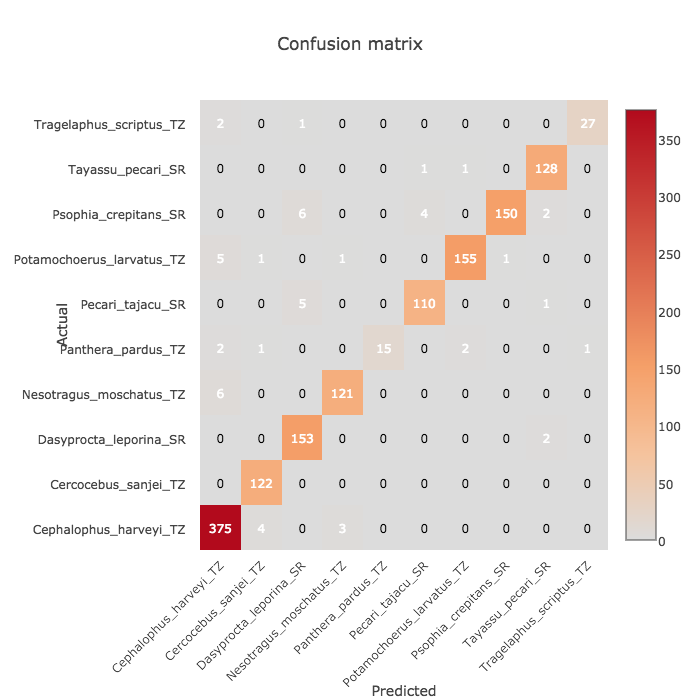 Confusion matrix
Tragelaphus_scriptus_TZ 2 0 1 0 0 0 0 0 0 27
Tayassu_pecari_SR 0 0 0 0 0 1 1 0 128 0
Psophia_crepitans_SR 0 0 6 0 0 4 0 150 2 0
Potamochoerus_larvatus_TZ 5 1 0 1 0 0 155 1 0 0
Pecari_tajacu_SR 0 0 5 0 0 110 0 0 1 0
Panthera_pardus_TZ 2 1 0 0 15 0 2 0 0 1
Nesotragus_moschatus_TZ 6 0 0 121 0 0 0 0 0 0
Dasyprocta_leporina_SR 0 0 153 0 0 0 0 0 2 0
Cercocebus_sanjei_TZ 0 122 0 0 0 0 0 0 0 0
Cephalophus_harveyi_TZ 375 4 0 3 0 0 0 0 0 0
Actual
Cephalophus_harveyi_TZ
Cercocebus_sanjei_TZ
Dasyprocta_leporina_SR
Nesotragus_moschatus_TZ
Panthera_pardus_TZ
Pecari_tajacu_SR
Potamochoerus_larvatus_TZ
Psophia_crepitans_SR
Tayassu_pecari_SR
Tragelaphus_scriptus_TZ
Predicted
350
300
250
200
150
100
50
0